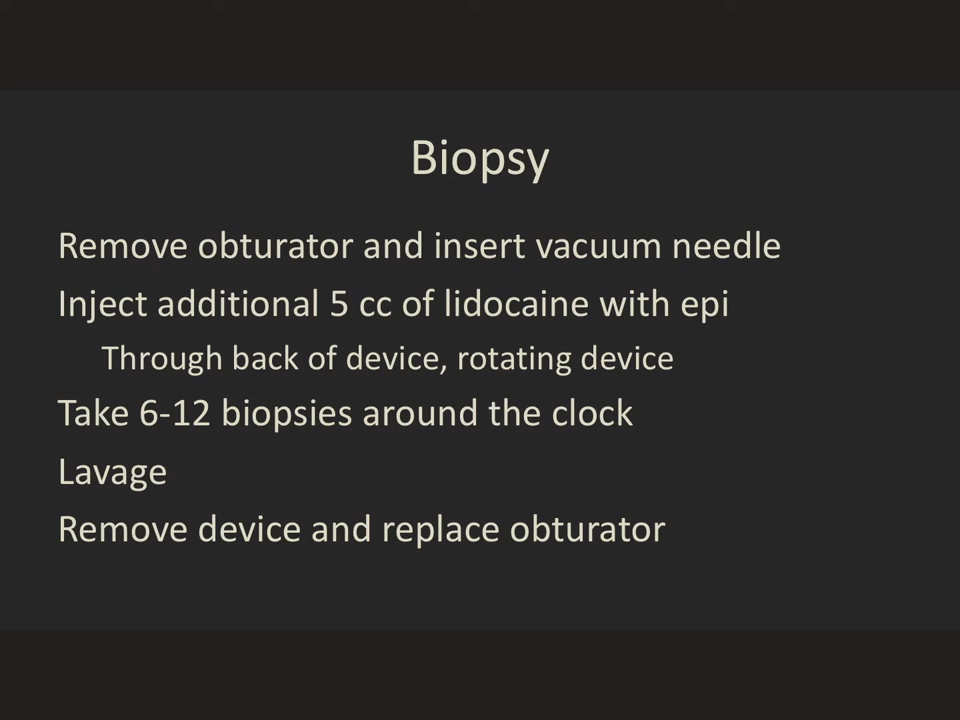 Biopsy
Remove obturator and insert vacuum needle
Inject additional 5 cc of lidocaine with epi
Through back of device, rotating device
Take 6-12 biopsies around the clock
Lavage
Remove device and replace obturator